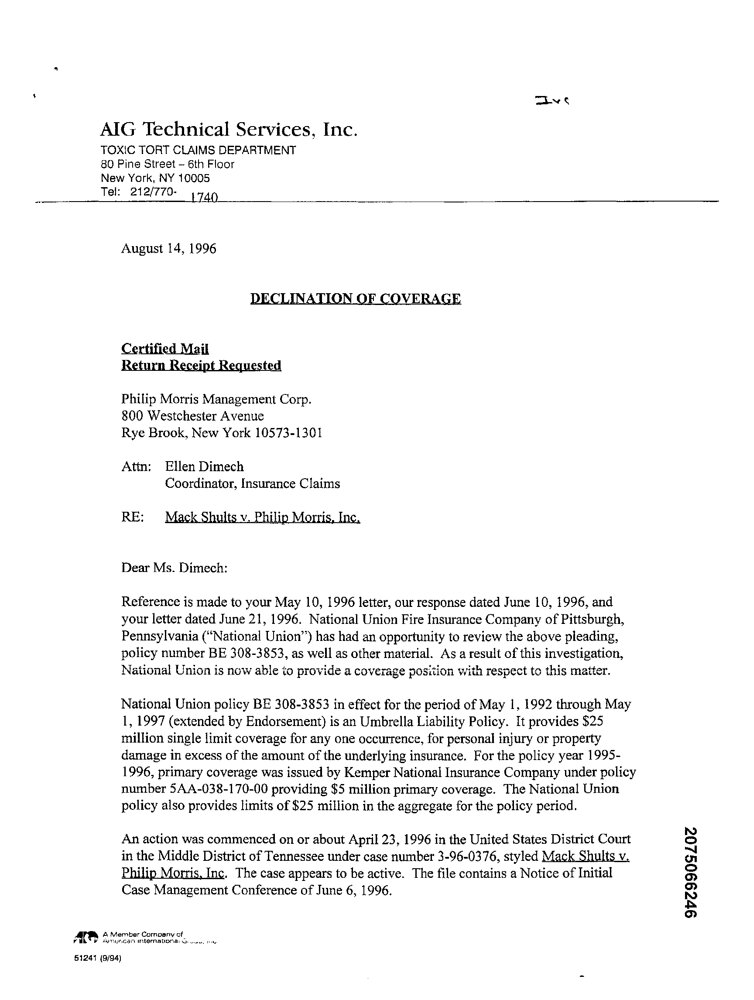 AIG Technical Services, Inc.
TOXIC TORT CLAIMS DEPARTMENT
80 Pine Street – 6th Floor
New York, NY 10005
Tel: 212/770- 1740
August 14, 1996
DECLINATION OF COVERAGE
Certified Mail
Return Receipt Requested
Philip Morris Management Corp.
800 Westchester Avenue
Rye Brook, New York 10573-1301
Attn: Ellen Dimech
Coordinator, Insurance Claims
RE: Mack Shults v. Philip Morris, Inc.
Dear Ms. Dimech:
Reference is made to your May 10, 1996 letter, our response dated June 10, 1996, and
your letter dated June 21, 1996. National Union Fire Insurance Company of Pittsburgh,
Pennsylvania (“National Union”) has had an opportunity to review the above pleading,
policy number BE 308-3853, as well as other material. As a result of this investigation,
National Union is now able to provide a coverage position with respect to this matter.
National Union policy BE 308-3853 in effect for the period of May 1, 1992 through May
1, 1997 (extended by Endorsement) is an Umbrella Liability Policy. It provides $25
million single limit coverage for any one occurrence, for personal injury or property
damage in excess of the amount of the underlying insurance. For the policy year 1995-
1996, primary coverage was issued by Kemper National Insurance Company under policy
number 5AA-038-170-00 providing $5 million primary coverage. The National Union
policy also provides limits of $25 million in the aggregate for the policy period.
An action was commenced on or about April 23, 1996 in the United States District Court
in the Middle District of Tennessee under case number 3-96-0376, styled Mack Shults v.
Philip Morris, Inc. The case appears to be active. The file contains a Notice of Initial
Case Management Conference of June 6, 1996.
2075066246
A Member Company of
American International
51241 (9/94)